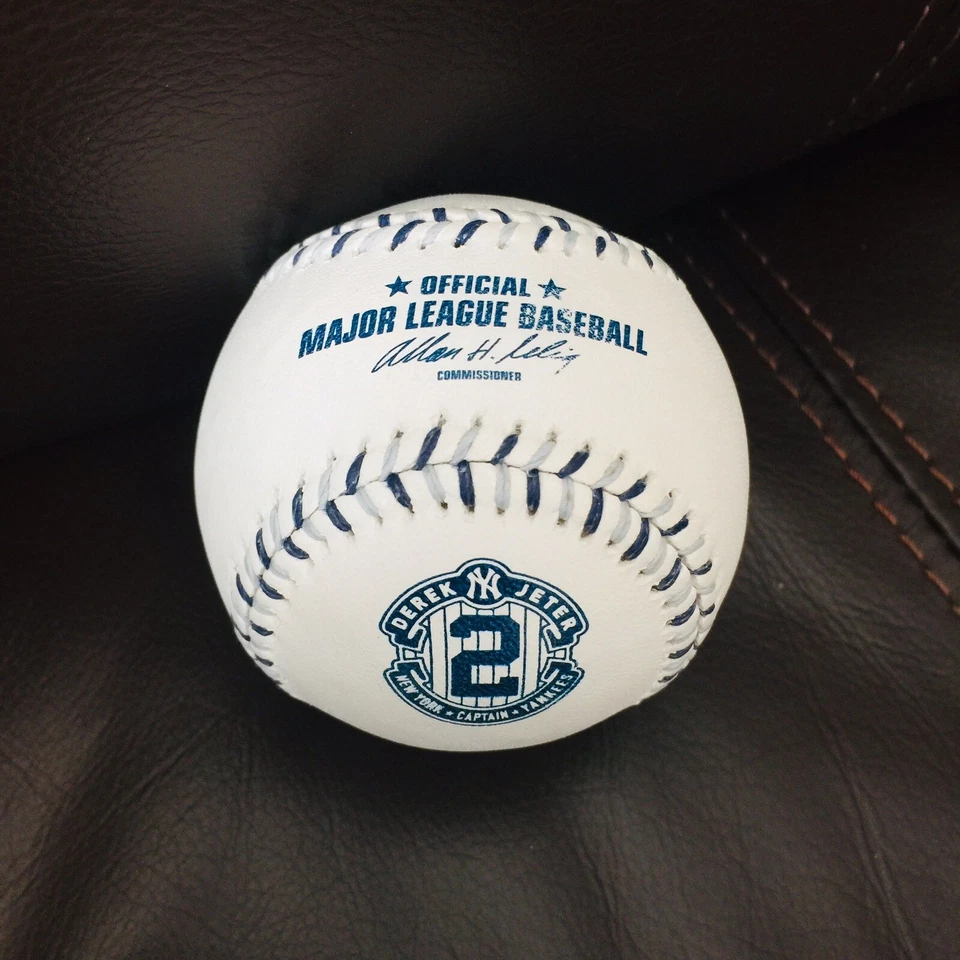 ★ OFFICIAL ★
MAJOR LEAGUE BASEBALL
Allan H. Selig
COMMISSIONER
NY
DEREK JETER
2
NEW YORK ★ CAPTAIN ★ YANKEES